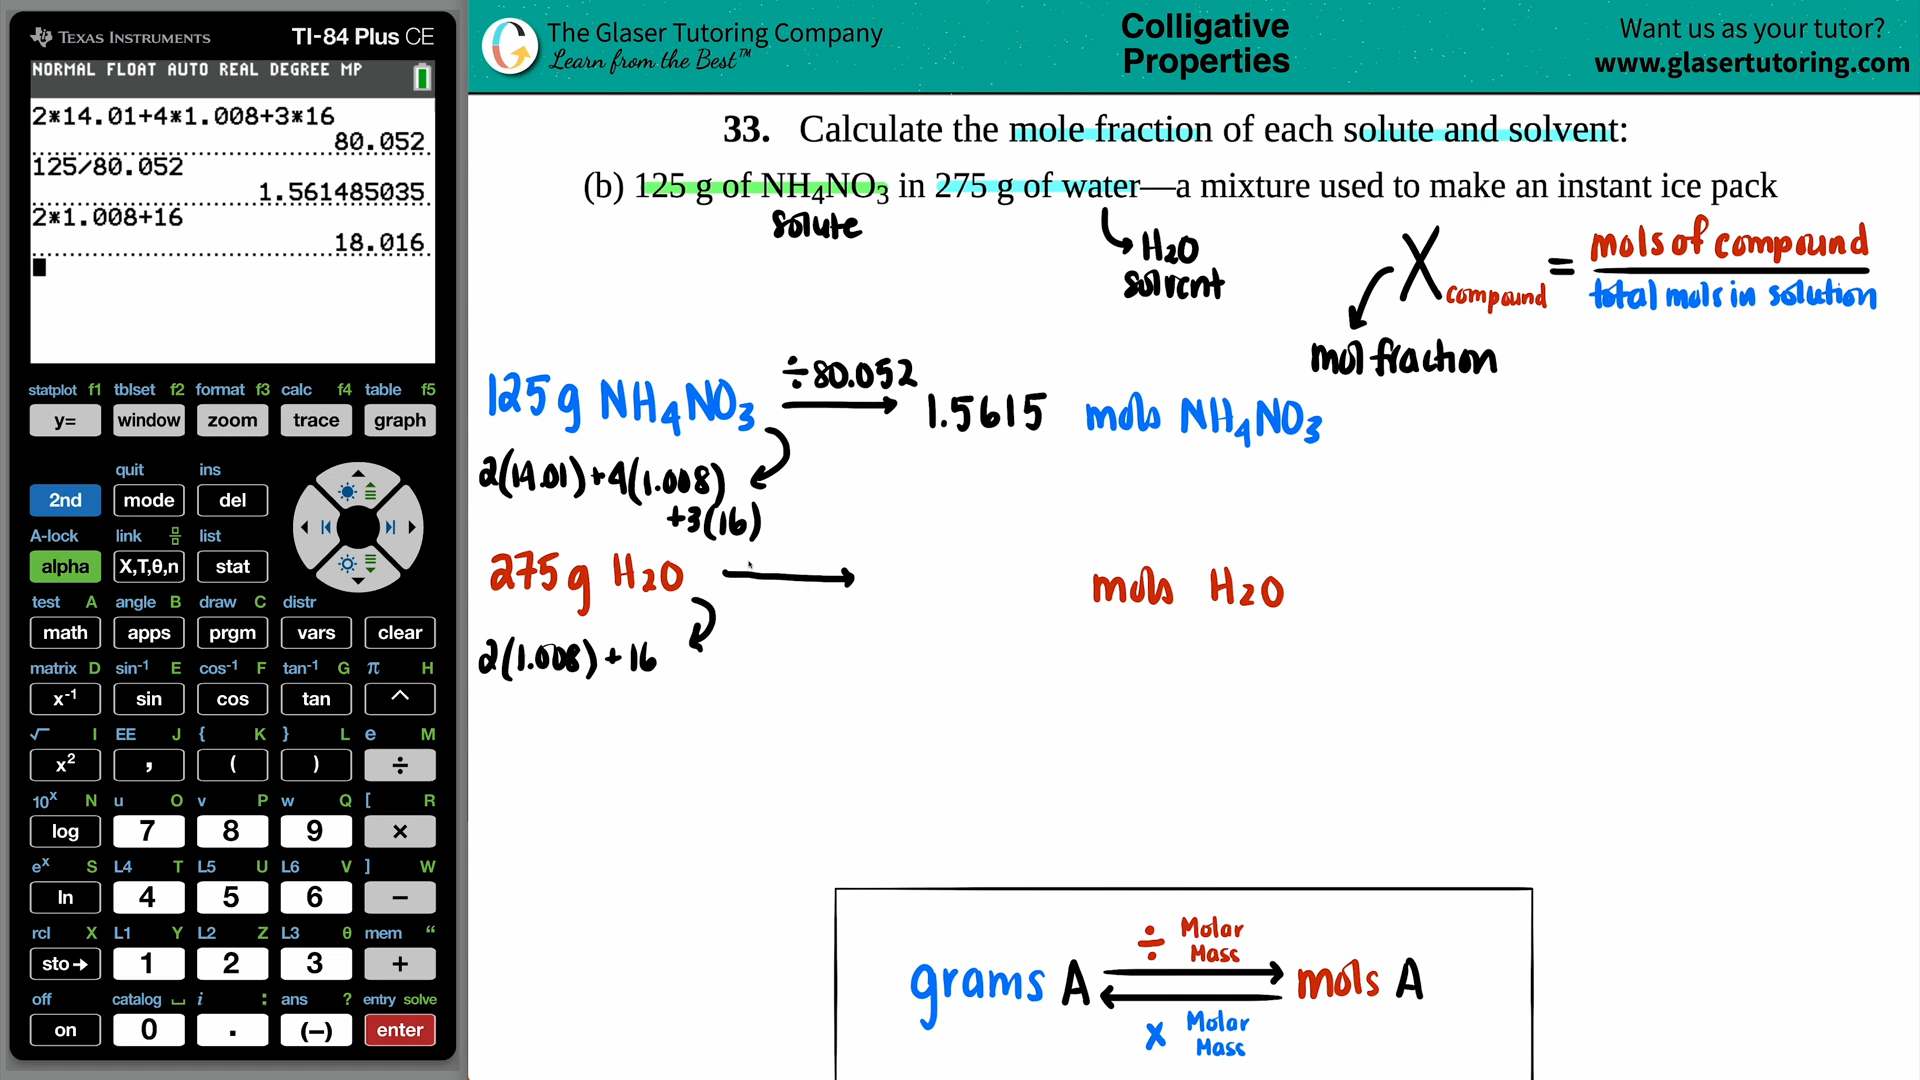 TEXAS INSTRUMENTS TI-84 Plus CE
NORMAL FLOAT AUTO REAL DEGREE MP
2*14.01+4*1.008+3*16
80.052
125/80.052
1.561485035
2*1.008+16
18.016
statplot f1 tblset f2 format f3 calc f4 table f5
y= window zoom trace graph
quit ins
2nd mode del
A-lock link list
alpha X,T,θ,n stat
test A angle B draw C distr
math apps prgm vars clear
matrix D sin⁻¹ E cos⁻¹ F tan⁻¹ G π H
x⁻¹ sin cos tan ^
√ I EE J { K } L e M
x² , ( ) ÷
10ˣ N u O v P w Q [ R
log 7 8 9 ×
eˣ S L4 T L5 U L6 V ] W
ln 4 5 6 −
rcl X L1 Y L2 Z L3 θ mem "
sto→ 1 2 3 +
off catalog ⎵ i : ans ? entry solve
on 0 . (−) enter
The Glaser Tutoring Company
Learn from the Best™
Colligative
Properties
Want us as your tutor?
www.glasertutoring.com
33. Calculate the mole fraction of each solute and solvent:
(b) 125 g of NH₄NO₃ in 275 g of water—a mixture used to make an instant ice pack
solute
H₂O
solvent
X compound = mols of compound
total mols in solution
mol fraction
125g NH₄NO₃ ÷80.052 → 1.5615 mols NH₄NO₃
2(14.01)+4(1.008)
+3(16)
275g H₂O → mols H₂O
2(1.008)+16
÷ Molar
Mass
grams A mols A
x Molar
Mass